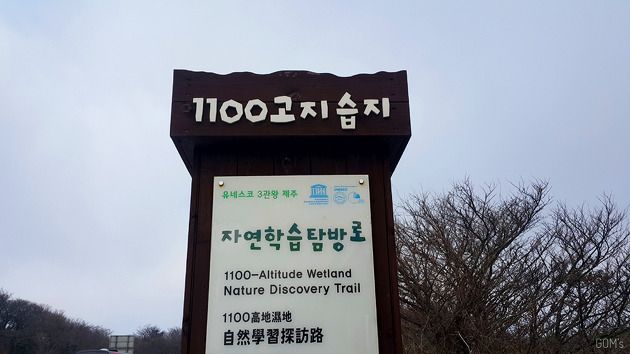 1100고지습지
유네스코 3관왕 제주
자연학습탐방로
1100-Altitude Wetland
Nature Discovery Trail
1100高地濕地
自然學習探訪路
GOM's